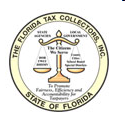 THE FLORIDA TAX COLLECTORS, INC.
STATE AGENCIES
LOCAL GOVERNMENT
The Citizens
We Serve
To Promote
Fairness, Efficiency and
Accountability for
Taxpayers
STATE OF FLORIDA